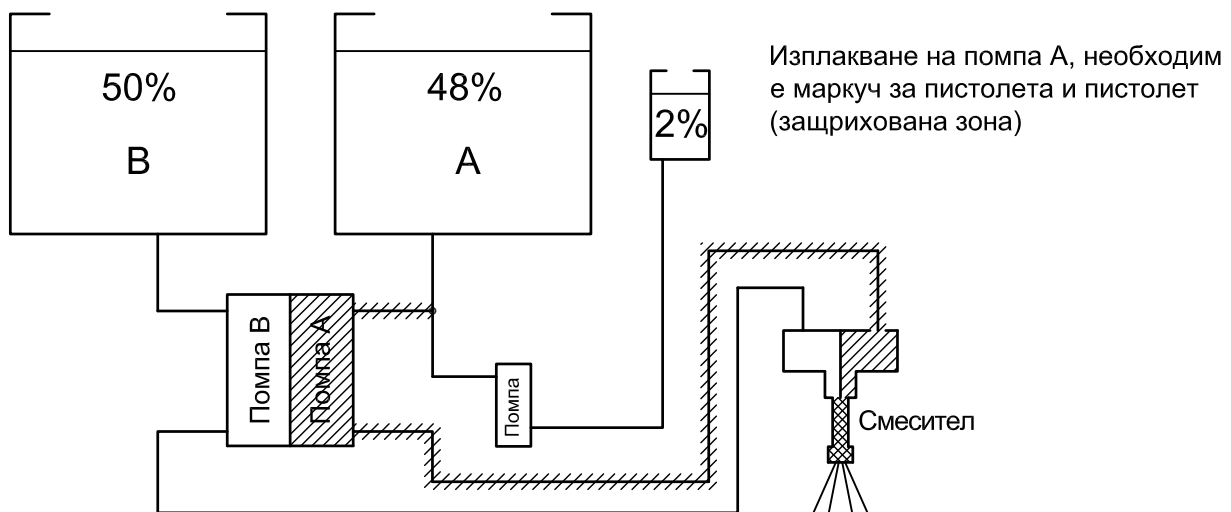 50%
B
48%
A
2%
Изплакване на помпа А, необходим
е маркуч за пистолета и пистолет
(защрихована зона)
Помпа B
Помпа A
Помпа
Смесител